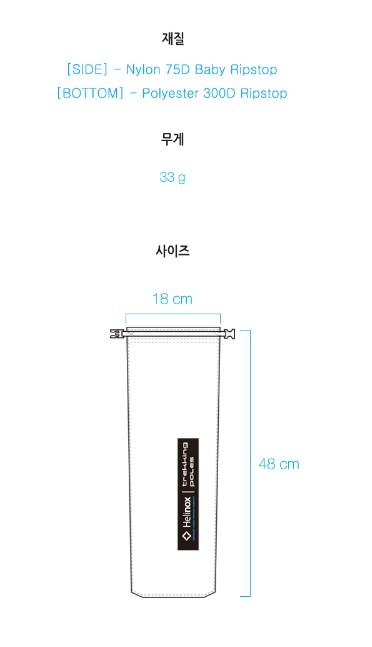 재질
[SIDE] - Nylon 75D Baby Ripstop
[BOTTOM] - Polyester 300D Ripstop
무게
33 g
사이즈
18 cm
48 cm
Helinox
trekking
poles